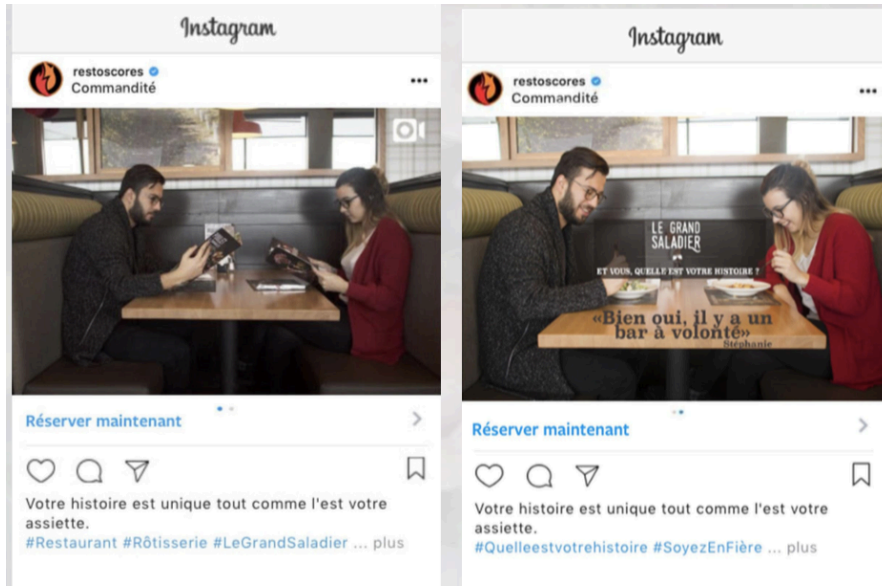 Instagram
restoscores
Commandité
Réserver maintenant
Votre histoire est unique tout comme l'est votre
assiette.
#Restaurant #Rôtisserie #LeGrandSaladier ... plus
Instagram
restoscores
Commandité
LE GRAND
SALADIER
ET VOUS, QUELLE EST VOTRE HISTOIRE ?
«Bien oui, il y a un
bar à volonté»
Stéphanie
Réserver maintenant
Votre histoire est unique tout comme l'est votre
assiette.
#Quelleestvotrehistoire #SoyezEnFière ... plus